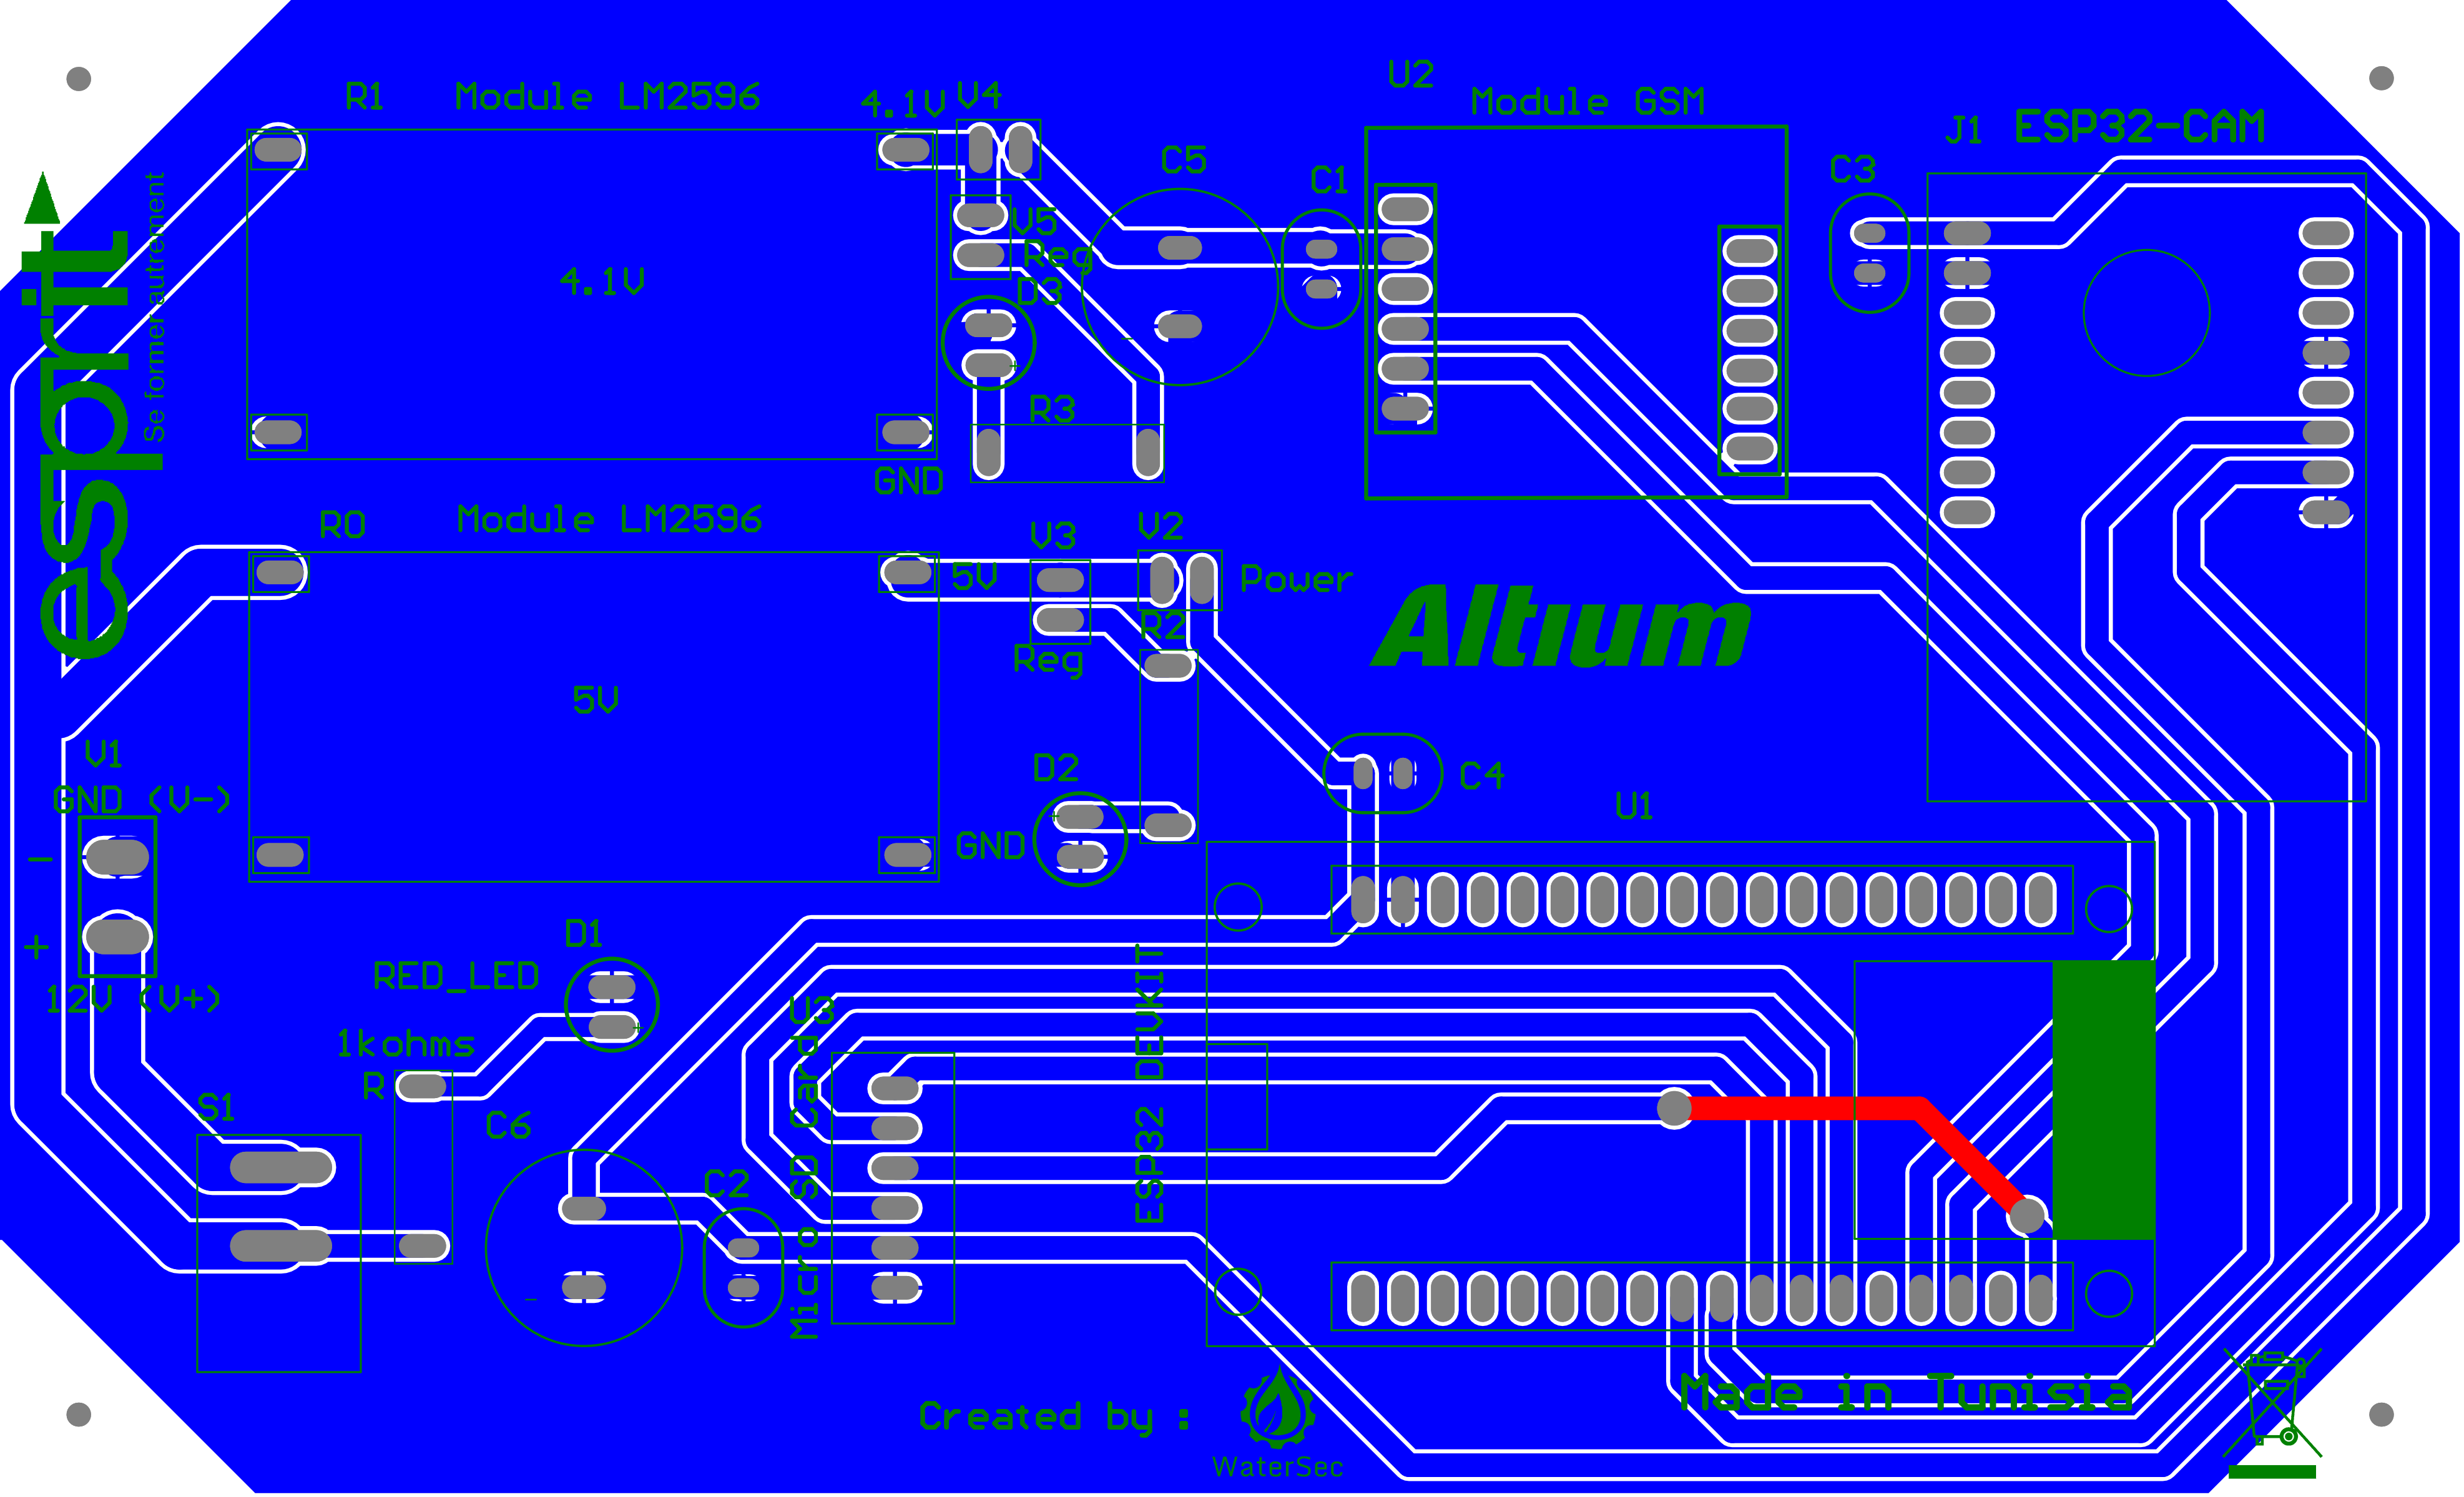 U2
R1
Module LM2596
4.1V
V4
Module GSM
J1
ESP32-CAM
C5
C1
C3
esprit
Se former autrement
V5
Reg
4.1V
D3
R3
GND
R0
Module LM2596
V3
V2
5V
Power
R2
Altum
Reg
5V
V1
D2
C4
GND (V-)
U1
GND
-
+
D1
RED_LED
12V (V+)
U3
1kohms
R
S1
C6
C2
Micro SD Card
ESP32 DEVKIT
Made in Tunisia
Created by :
WaterSec